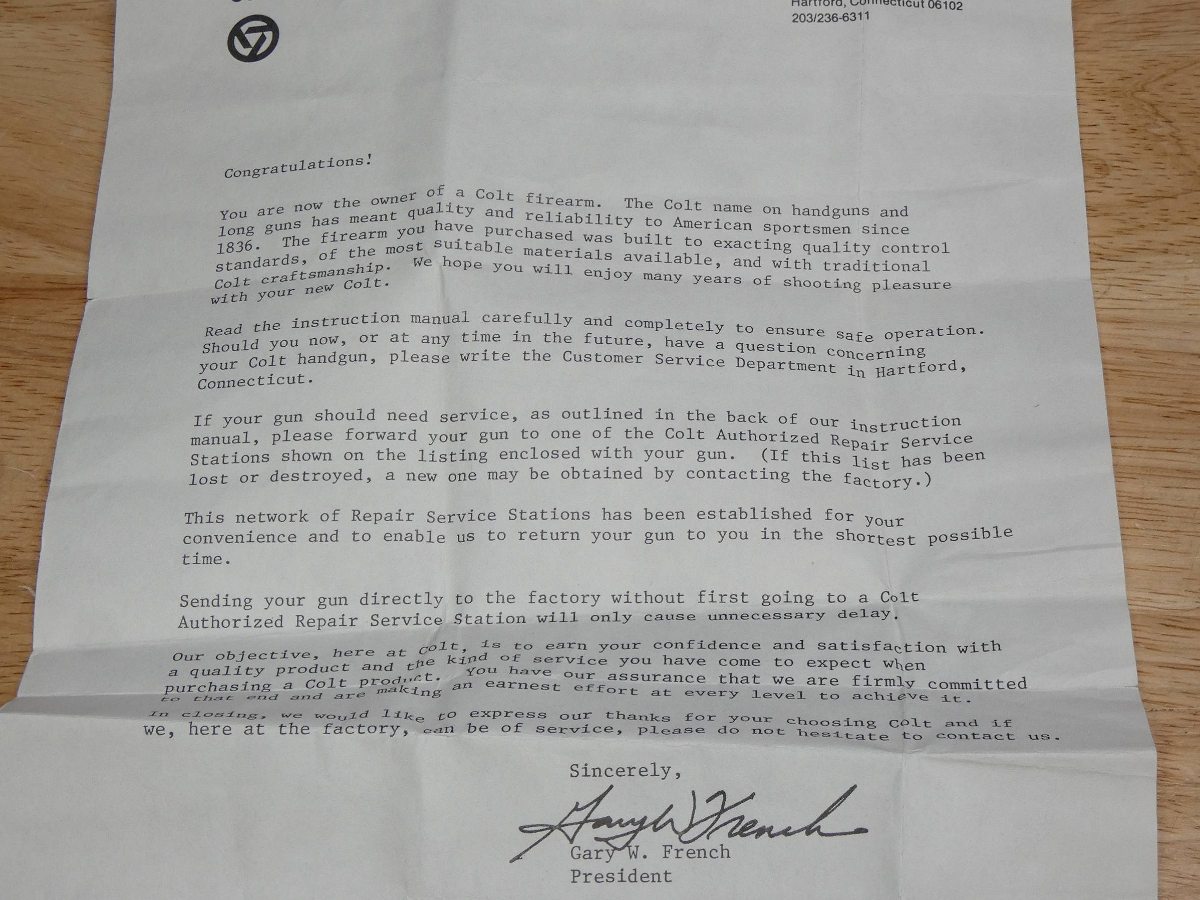 Hartford, Connecticut 06102
203/236-6311
Congratulations!
You are now the owner of a Colt firearm. The Colt name on handguns and
long guns has meant quality and reliability to American sportsmen since
1836. The firearm you have purchased was built to exacting quality control
standards, of the most suitable materials available, and with traditional
Colt craftsmanship. We hope you will enjoy many years of shooting pleasure
with your new Colt.
Read the instruction manual carefully and completely to ensure safe operation.
Should you now, or at any time in the future, have a question concerning
your Colt handgun, please write the Customer Service Department in Hartford,
Connecticut.
If your gun should need service, as outlined in the back of our instruction
manual, please forward your gun to one of the Colt Authorized Repair Service
Stations shown on the listing enclosed with your gun. (If this list has been
lost or destroyed, a new one may be obtained by contacting the factory.)
This network of Repair Service Stations has been established for your
convenience and to enable us to return your gun to you in the shortest possible
time.
Sending your gun directly to the factory without first going to a Colt
Authorized Repair Service Station will only cause unnecessary delay.
Our objective, here at Colt, is to earn your confidence and satisfaction with
a quality product and the kind of service you have come to expect when
purchasing a Colt product. You have our assurance that we are firmly committed
to that end and are making an earnest effort at every level to achieve it.
In closing, we would like to express our thanks for your choosing Colt and if
we, here at the factory, can be of service, please do not hesitate to contact us.
Sincerely,
Gary W French
Gary W. French
President